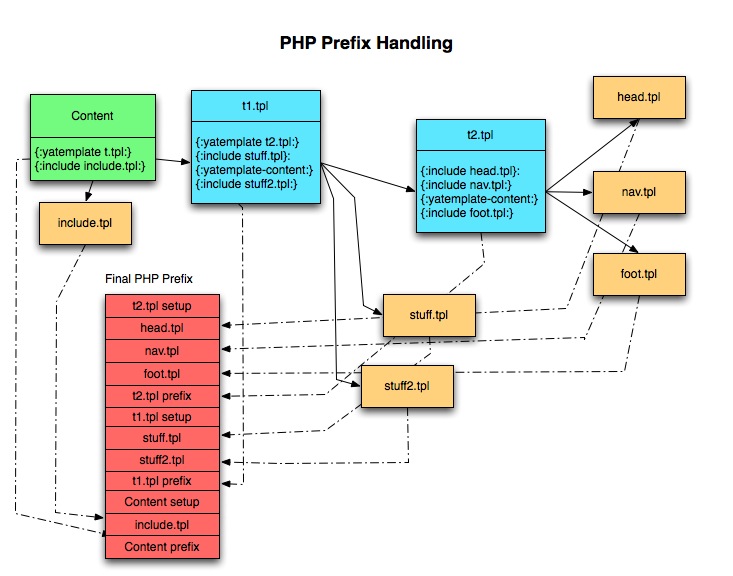 PHP Prefix Handling
Content
{:yatemplate t.tpl:}
{:include include.tpl:}
include.tpl
t1.tpl
{:yatemplate t2.tpl:}
{:include stuff.tpl}:
{:yatemplate-content:}
{:include stuff2.tpl:}
t2.tpl
{:include head.tpl}:
{:include nav.tpl:}
{:yatemplate-content:}
{:include foot.tpl:}
head.tpl
nav.tpl
foot.tpl
stuff.tpl
stuff2.tpl
Final PHP Prefix
t2.tpl setup
head.tpl
nav.tpl
foot.tpl
t2.tpl prefix
t1.tpl setup
stuff.tpl
stuff2.tpl
t1.tpl prefix
Content setup
include.tpl
Content prefix